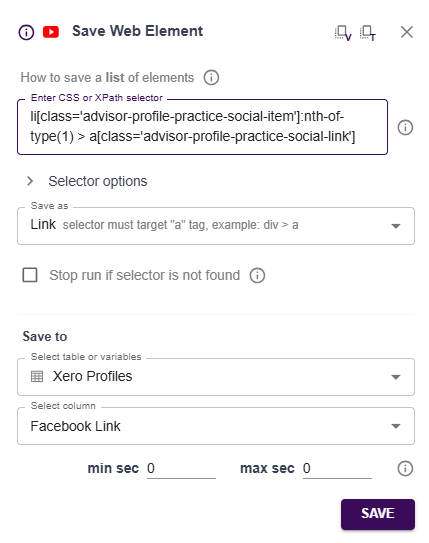 Save Web Element
V
T
How to save a list of elements
Enter CSS or XPath selector
li[class='advisor-profile-practice-social-item']:nth-of-
type(1) > a[class='advisor-profile-practice-social-link']
Selector options
Save as
Link selector must target "a" tag, example: div > a
Stop run if selector is not found
Save to
Select table or variables
Xero Profiles
Select column
Facebook Link
min sec 0
max sec 0
SAVE